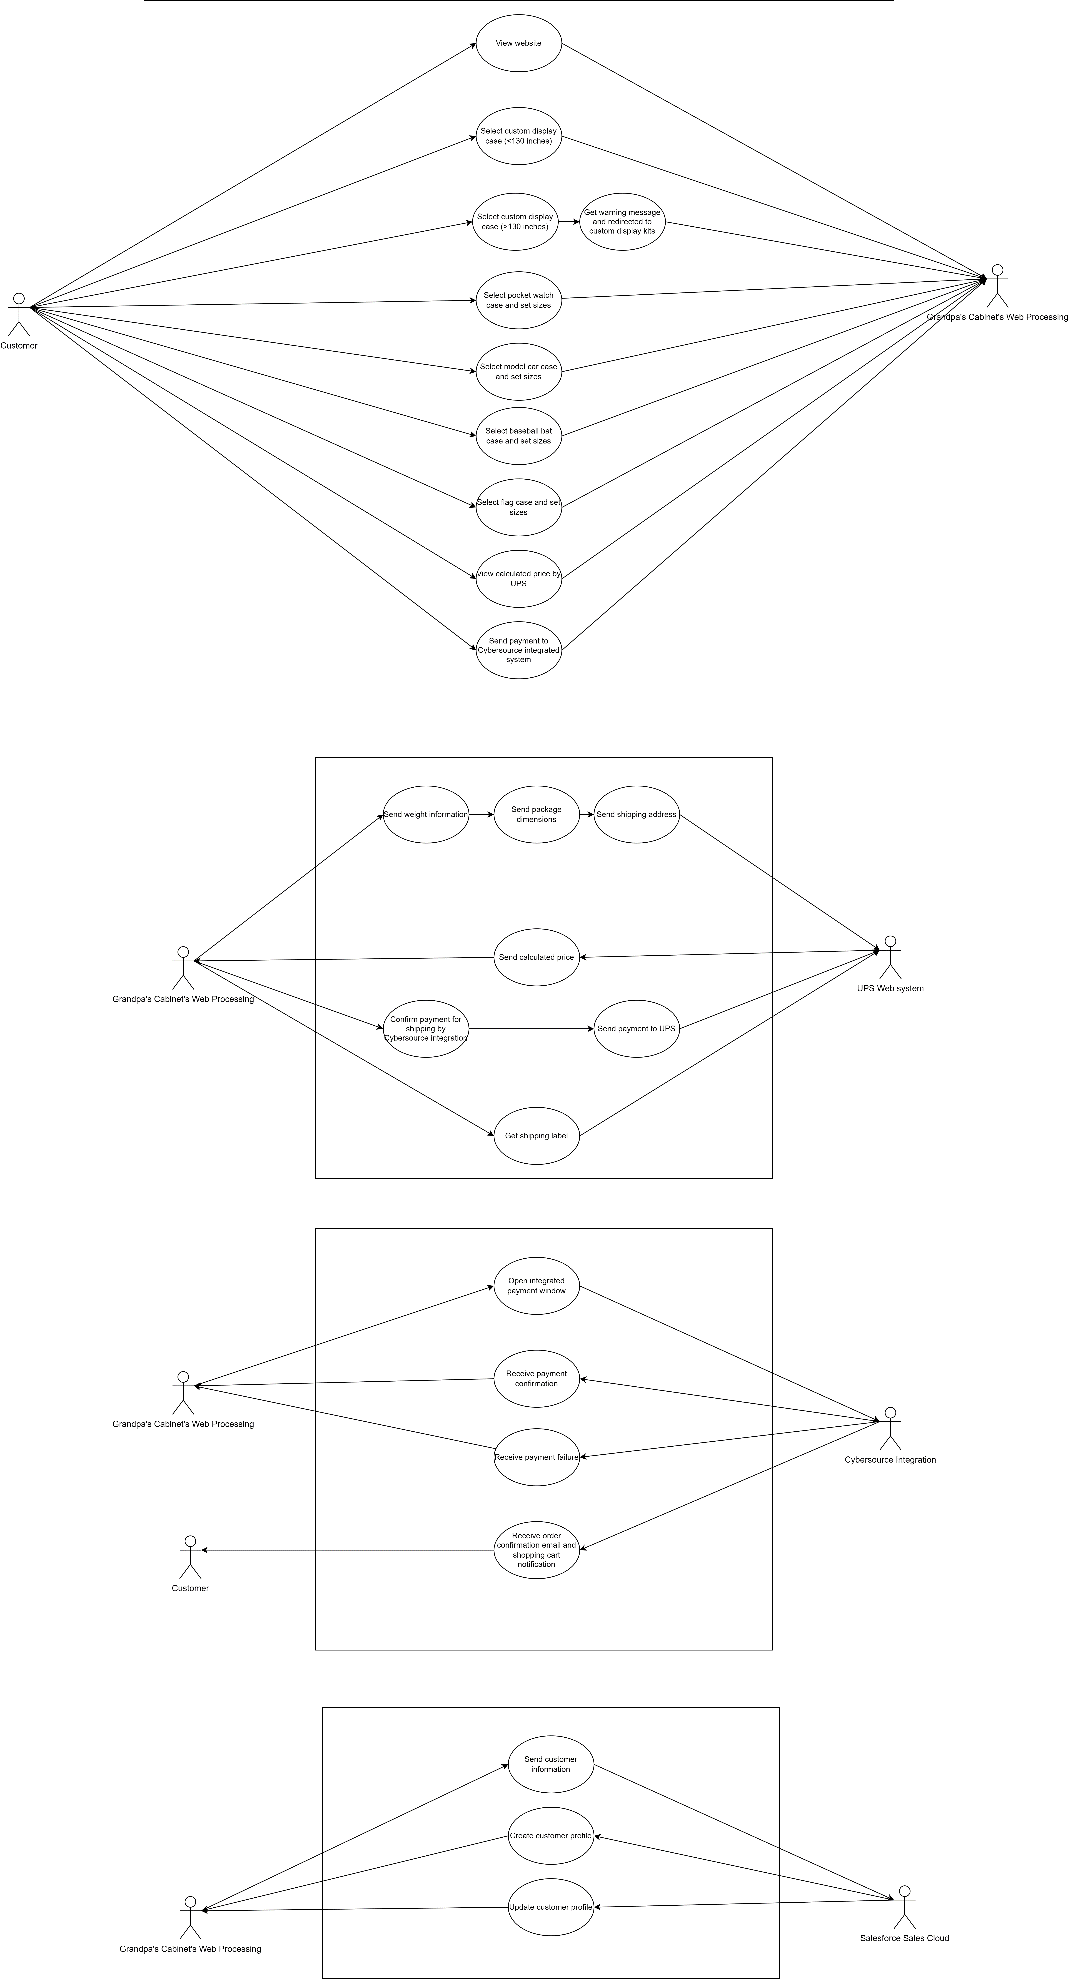 View website
Select custom display
case (<130 inches)
Select custom display
case (>130 inches)
Get warning message
and redirected to
custom display kits
Grandpa's Cabinet's Web Processing
Customer
Select pocket watch
case and set sizes
Select model car case
and set sizes
Select baseball bat
case and set sizes
Select flag case and set
sizes
View calculated price by
UPS
Send payment to
Cybersource integrated
system
Send weight information
Send package
dimensions
Send shipping address
Send calculated price
Grandpa's Cabinet's Web Processing
UPS Web system
Confirm payment for
shipping by
Cybersource integration
Send payment to UPS
Get shipping label
Open integrated
payment window
Receive payment
confirmation
Grandpa's Cabinet's Web Processing
Receive payment failure
Cybersource Integration
Receive order
confirmation email and
shopping cart
notification
Customer
Send customer
information
Create customer profile
Update customer profile
Grandpa's Cabinet's Web Processing
Salesforce Sales Cloud